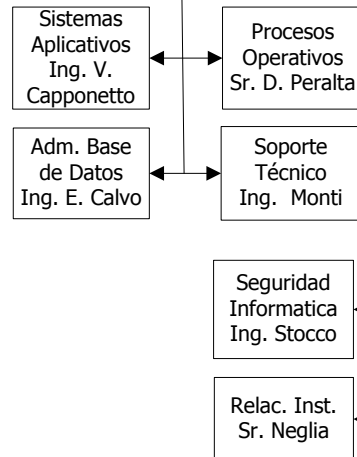 Sistemas
Aplicativos
Ing. V.
Capponetto
Procesos
Operativos
Sr. D. Peralta
Adm. Base
de Datos
Ing. E. Calvo
Soporte
Técnico
Ing. Monti
Seguridad
Informatica
Ing. Stocco
Relac. Inst.
Sr. Neglia